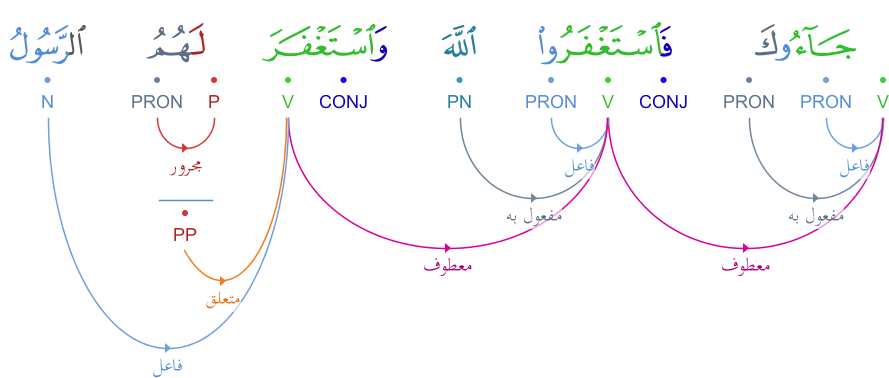 جَآءُوكَ فَٱسْتَغْفَرُوا۟ ٱللَّهَ وَٱسْتَغْفَرَ لَهُمُ ٱلرَّسُولُ
V PRON PRON CONJ V PRON PN CONJ V P PRON N
فاعل فاعل مجرور
مفعول به مفعول به
PP
معطوف معطوف
متعلق
فاعل